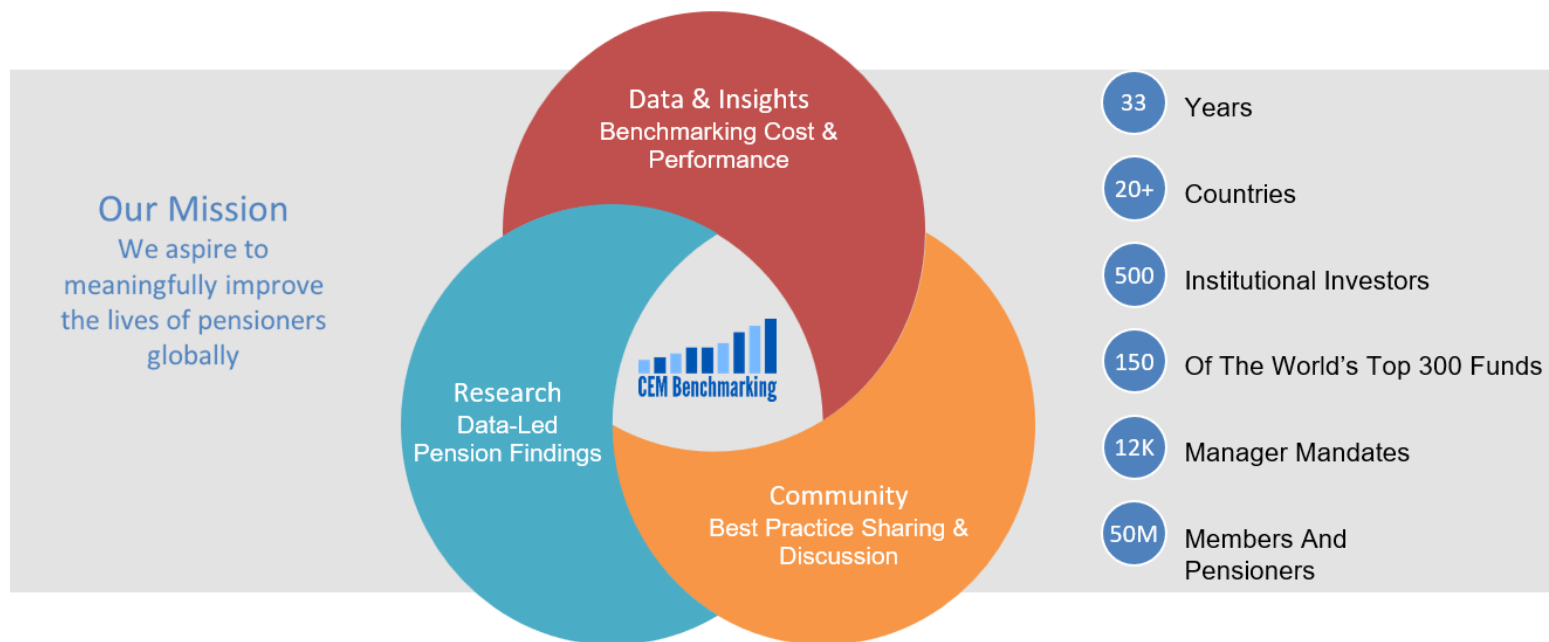 Our Mission
We aspire to
meaningfully improve
the lives of pensioners
globally
Data & Insights
Benchmarking Cost &
Performance
Research
Data-Led
Pension Findings
CEM Benchmarking
Community
Best Practice Sharing &
Discussion
33 Years
20+ Countries
500 Institutional Investors
150 Of The World's Top 300 Funds
12K Manager Mandates
50M Members And
Pensioners